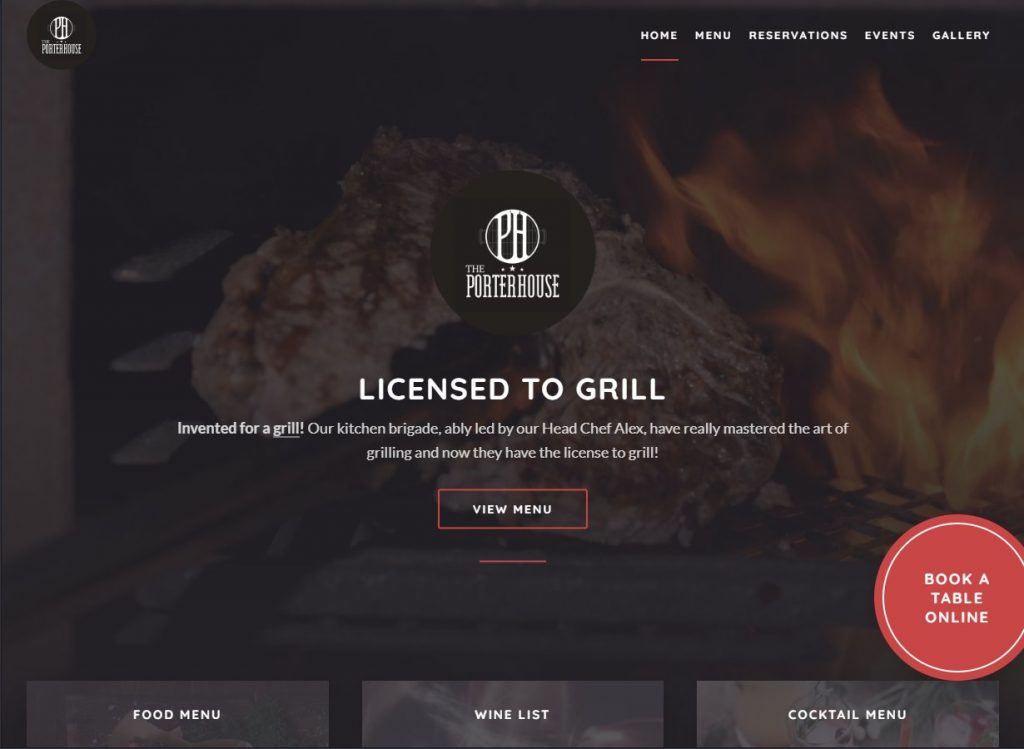 PH
THE
PORTERHOUSE
HOME MENU RESERVATIONS EVENTS GALLERY
PH
THE
PORTERHOUSE
LICENSED TO GRILL
Invented for a grill! Our kitchen brigade, ably led by our Head Chef Alex, have really mastered the art of
grilling and now they have the license to grill!
VIEW MENU
BOOK A
TABLE
ONLINE
FOOD MENU
WINE LIST
COCKTAIL MENU